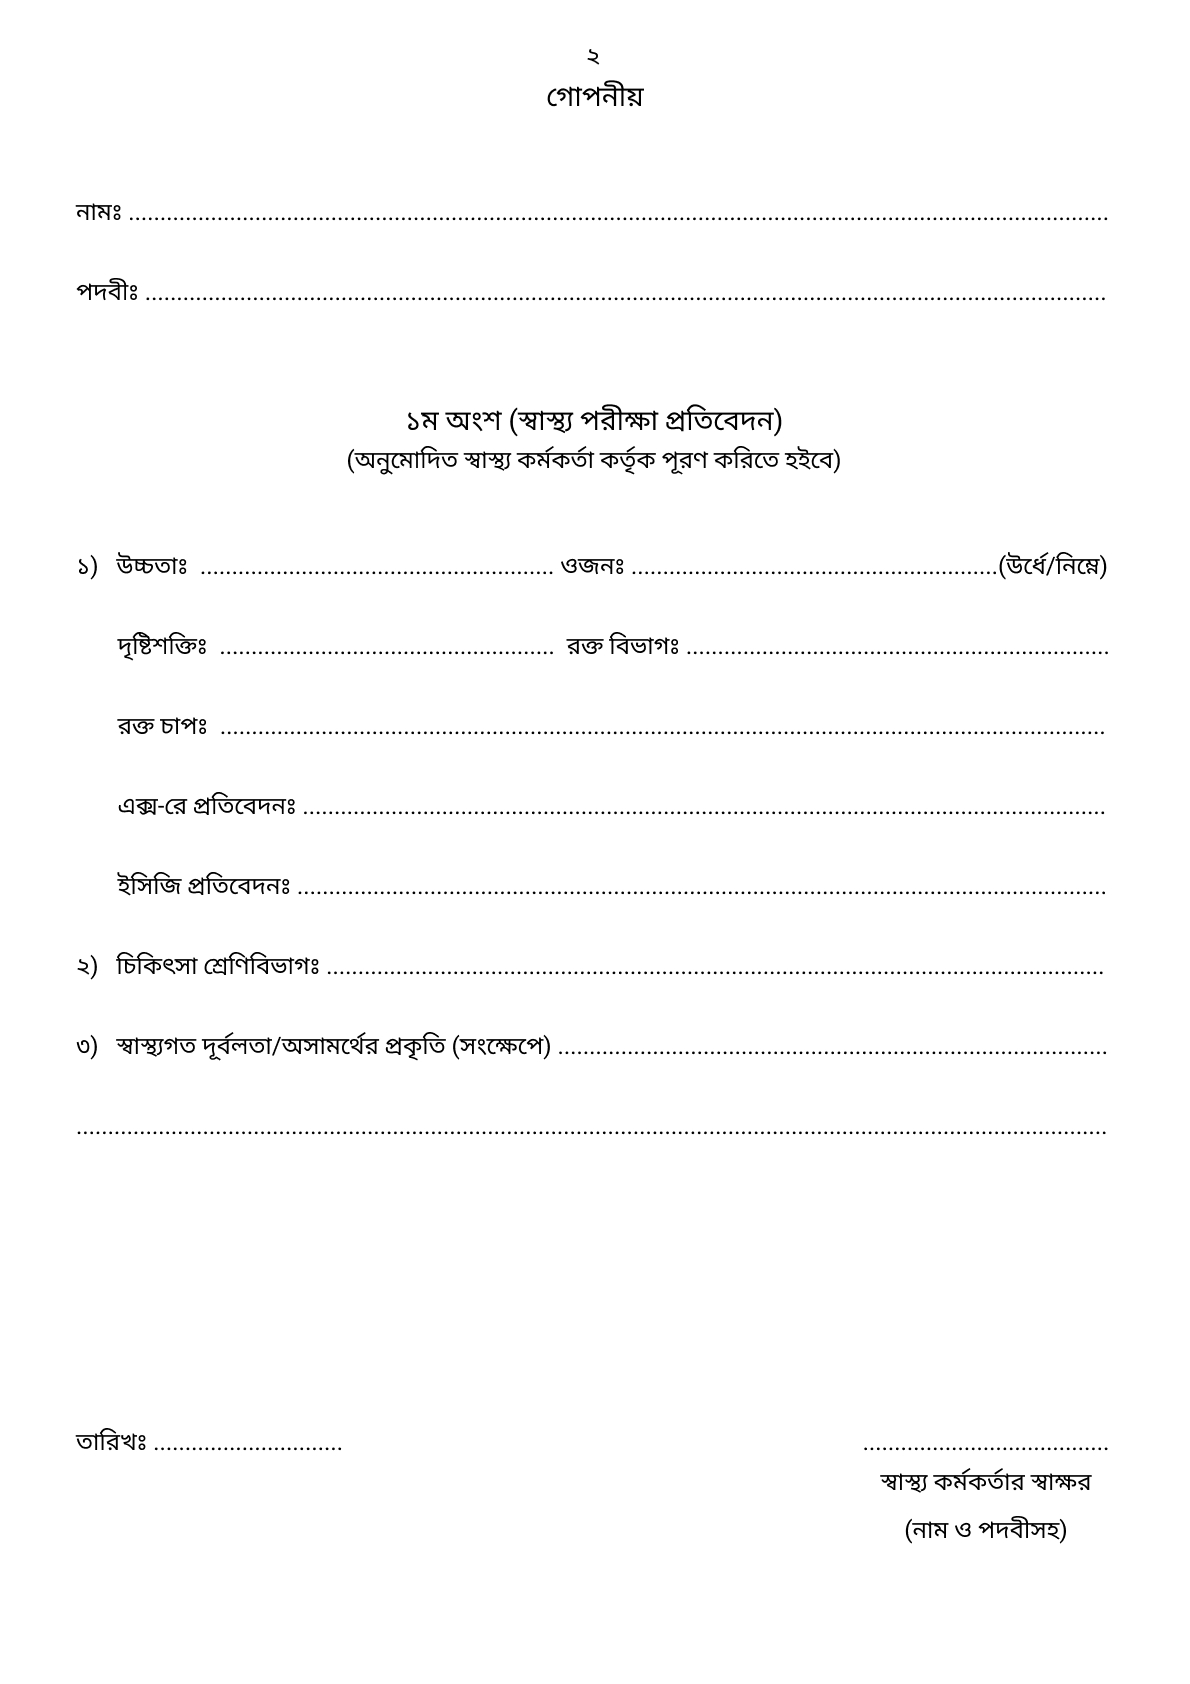 ২
গোপনীয়
নামঃ ........................................................................................................................................................
পদবীঃ .....................................................................................................................................................
১ম অংশ (স্বাস্থ্য পরীক্ষা প্রতিবেদন)
(অনুমোদিত স্বাস্থ্য কর্মকর্তা কর্তৃক পূরণ করিতে হইবে)
১) উচ্চতাঃ ....................................................... ওজনঃ .........................................................(উর্ধে/নিম্নে)
দৃষ্টিশক্তিঃ .................................................... রক্ত বিভাগঃ ..................................................................
রক্ত চাপঃ .........................................................................................................................................
এক্স-রে প্রতিবেদনঃ .............................................................................................................................
ইসিজি প্রতিবেদনঃ ..............................................................................................................................
২) চিকিৎসা শ্রেণিবিভাগঃ .........................................................................................................................
৩) স্বাস্থ্যগত দূর্বলতা/অসামর্থের প্রকৃতি (সংক্ষেপে) .....................................................................................
................................................................................................................................................................
তারিখঃ .............................. .......................................
স্বাস্থ্য কর্মকর্তার স্বাক্ষর
(নাম ও পদবীসহ)